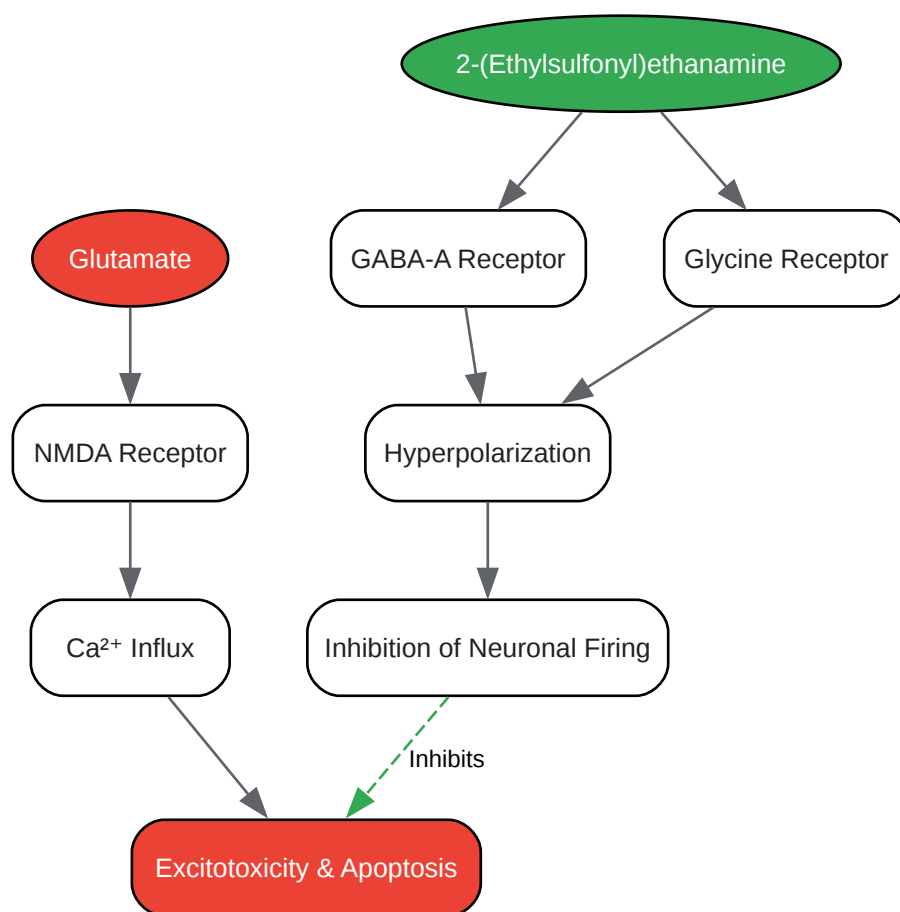 2-(Ethylsulfonyl)ethanamine
Glutamate
GABA-A Receptor
Glycine Receptor
NMDA Receptor
Hyperpolarization
Ca²⁺ Influx
Inhibition of Neuronal Firing
Inhibits
Excitotoxicity & Apoptosis